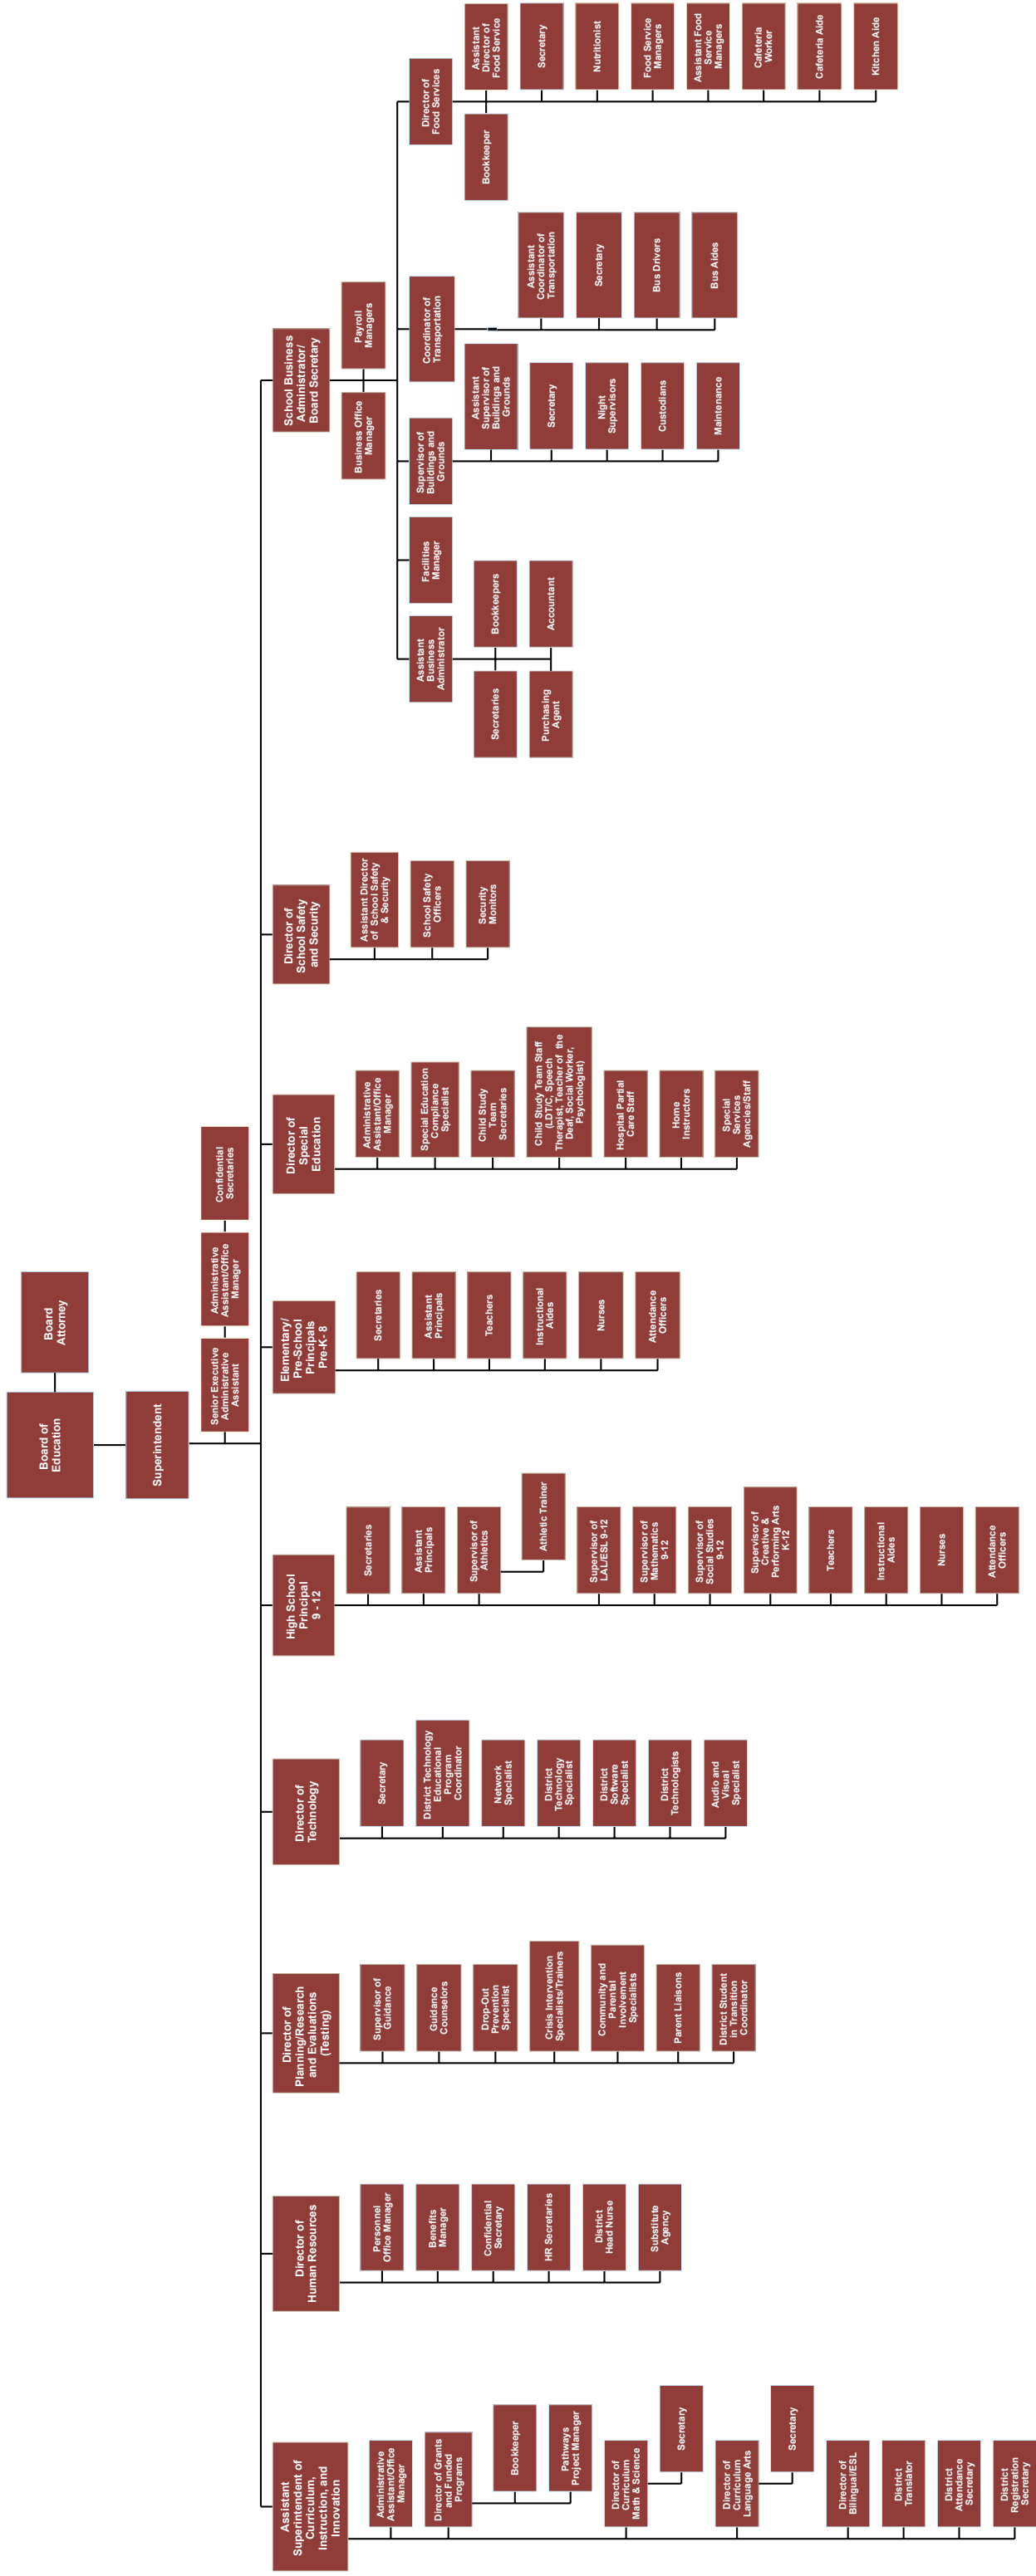 Board of
Education
Board
Attorney
Superintendent
Senior Executive
Administrative
Assistant
Administrative
Assistant/Office
Manager
Confidential
Secretaries
Assistant
Superintendent of
Curriculum,
Instruction, and
Innovation
Administrative
Assistant/Office
Manager
Director of Grants
and Funded
Programs
Bookkeeper
Pathways
Project Manager
Director of
Curriculum
Math & Science
Secretary
Director of
Curriculum
Language Arts
Secretary
Director of
Bilingual/ESL
District
Translator
District
Attendance
Secretary
District
Registration
Secretary
Director of
Human Resources
Personnel
Office Manager
Benefits
Manager
Confidential
Secretary
HR Secretaries
District
Head Nurse
Substitute
Agency
Director of
Planning/Research
and Evaluations
(Testing)
Supervisor of
Guidance
Guidance
Counselors
Drop-Out
Prevention
Specialist
Crisis Intervention
Specialists/Trainers
Community and
Parental
Involvement
Specialists
Parent Liaisons
District Student
in Transition
Coordinator
Director of
Technology
Secretary
District Technology
Educational
Program
Coordinator
Network
Specialist
District
Technology
Specialist
District
Software
Specialist
District
Technologists
Audio and
Visual
Specialist
High School
Principal
9 - 12
Secretaries
Assistant
Principals
Supervisor of
Athletics
Athletic Trainer
Supervisor of
LAL/ESL 9-12
Supervisor of
Mathematics
9-12
Supervisor of
Social Studies
9-12
Supervisor of
Creative &
Performing Arts
K-12
Teachers
Instructional
Aides
Nurses
Attendance
Officers
Elementary/
Pre-School
Principals
Pre-K- 8
Secretaries
Assistant
Principals
Teachers
Instructional
Aides
Nurses
Attendance
Officers
Director of
Special
Education
Administrative
Assistant/Office
Manager
Special Education
Compliance
Specialist
Child Study
Team
Secretaries
Child Study Team Staff
(LDT/C, Speech
Therapist, Teacher of the
Deaf, Social Worker,
Psychologist)
Hospital Partial
Care Staff
Home
Instructors
Special
Services
Agencies/Staff
Director of
School Safety
and Security
Assistant Director
of School Safety
& Security
School Safety
Officers
Security
Monitors
School Business
Administrator/
Board Secretary
Business Office
Manager
Payroll
Managers
Assistant
Business
Administrator
Secretaries
Bookkeepers
Purchasing
Agent
Accountant
Facilities
Manager
Supervisor of
Buildings and
Grounds
Assistant
Supervisor of
Buildings and
Grounds
Secretary
Night
Supervisors
Custodians
Maintenance
Coordinator of
Transportation
Assistant
Coordinator of
Transportation
Secretary
Bus Drivers
Bus Aides
Director of
Food Services
Bookkeeper
Assistant
Director of
Food Service
Secretary
Nutritionist
Food Service
Managers
Assistant Food
Service
Managers
Cafeteria
Worker
Cafeteria Aide
Kitchen Aide